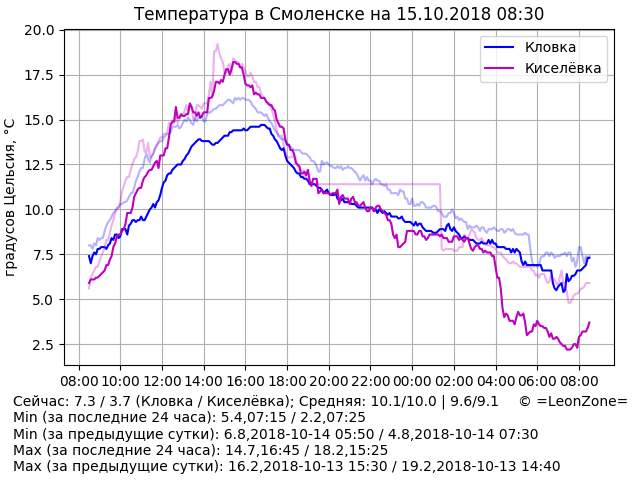 Температура в Смоленске на 15.10.2018 08:30
20.0
17.5
15.0
12.5
10.0
7.5
5.0
2.5
градусов Цельсия, °C
Кловка
Киселёвка
08:00 10:00 12:00 14:00 16:00 18:00 20:00 22:00 00:00 02:00 04:00 06:00 08:00
Сейчас: 7.3 / 3.7 (Кловка / Киселёвка); Средняя: 10.1/10.0 | 9.6/9.1 © =LeonZone=
Min (за последние 24 часа): 5.4,07:15 / 2.2,07:25
Min (за предыдущие сутки): 6.8,2018-10-14 05:50 / 4.8,2018-10-14 07:30
Max (за последние 24 часа): 14.7,16:45 / 18.2,15:25
Max (за предыдущие сутки): 16.2,2018-10-13 15:30 / 19.2,2018-10-13 14:40